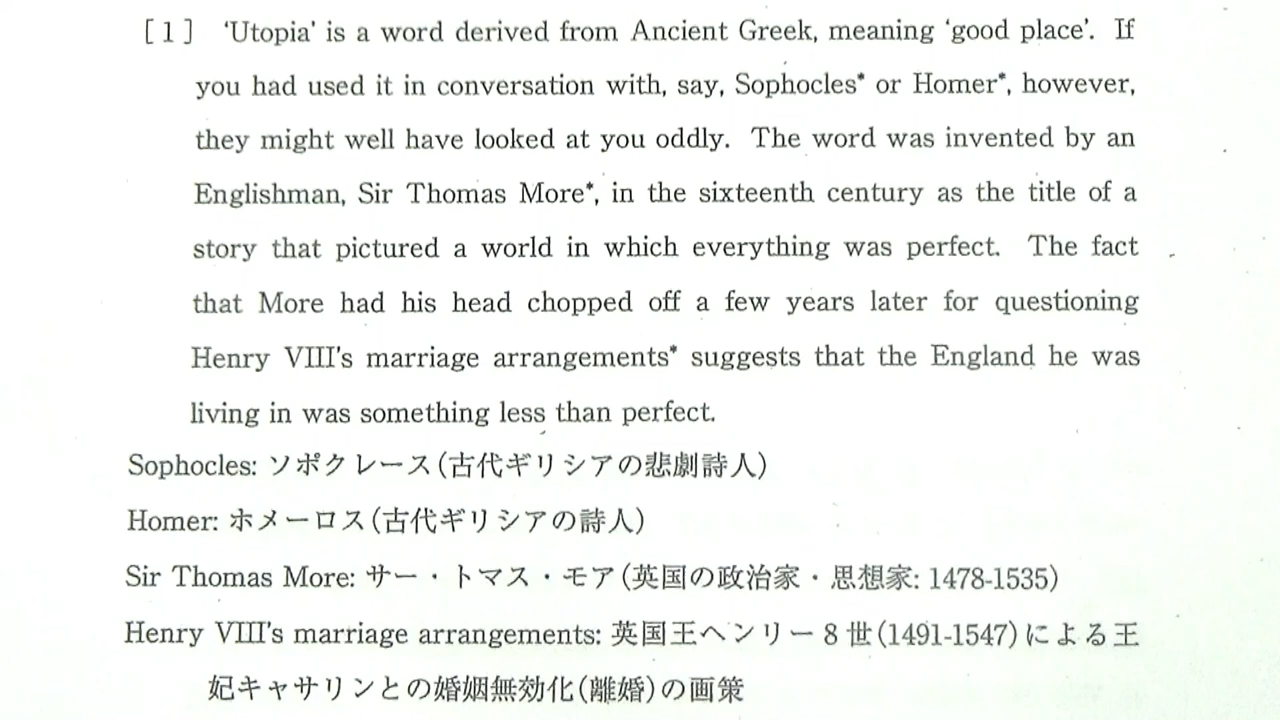 [1] ‘Utopia’ is a word derived from Ancient Greek, meaning ‘good place’. If
you had used it in conversation with, say, Sophocles* or Homer*, however,
they might well have looked at you oddly. The word was invented by an
Englishman, Sir Thomas More*, in the sixteenth century as the title of a
story that pictured a world in which everything was perfect. The fact
that More had his head chopped off a few years later for questioning
Henry VIII's marriage arrangements* suggests that the England he was
living in was something less than perfect.
Sophocles: ソポクレース(古代ギリシアの悲劇詩人)
Homer: ホメーロス(古代ギリシアの詩人)
Sir Thomas More: サー・トマス・モア(英国の政治家・思想家: 1478-1535)
Henry VIII's marriage arrangements: 英国王ヘンリー8世(1491-1547)による王
妃キャサリンとの婚姻無効化(離婚)の画策